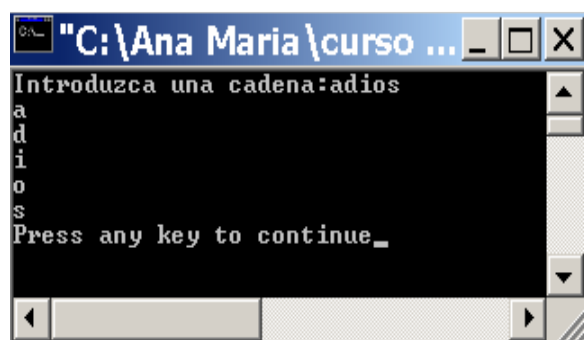 "C:\Ana Maria\curso ...
Introduzca una cadena:adios
a
d
i
o
s
Press any key to continue_